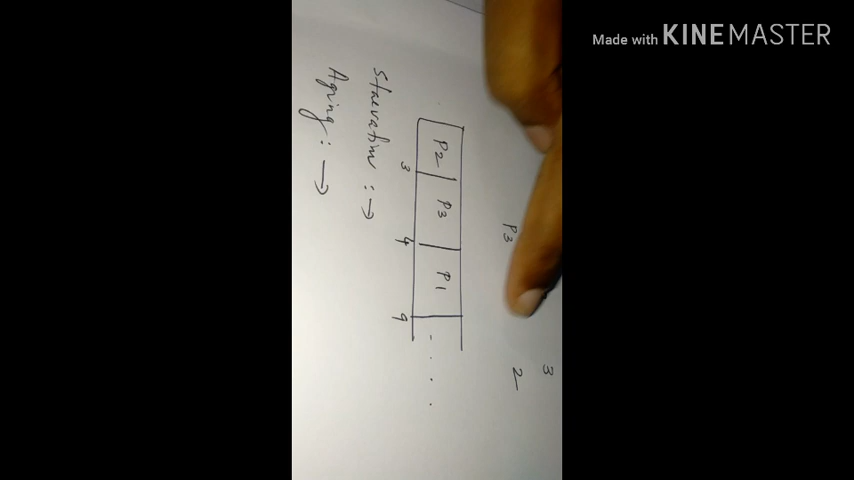 Made with KINEMASTER
3
P3 2
P2 P3 P1 ....
3 4 9
Starvation : →
Aging : →